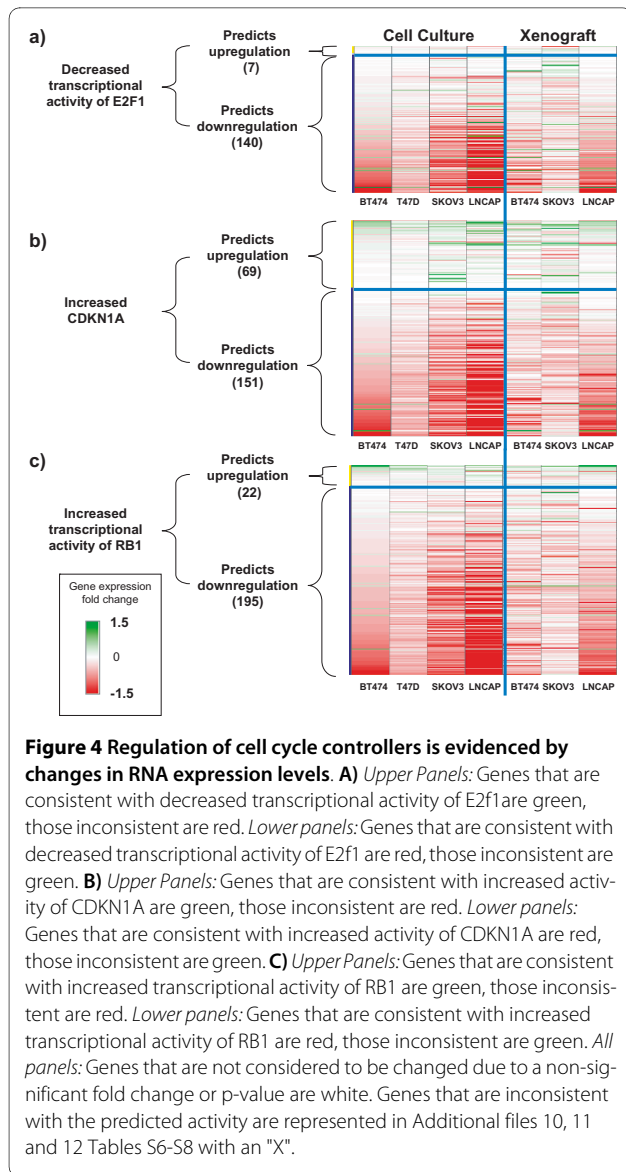 a)
Decreased
transcriptional
activity of E2F1
Predicts
upregulation
(7)
Predicts
downregulation
(140)
Cell Culture
Xenograft
BT474 T47D SKOV3 LNCAP BT474 SKOV3 LNCAP
b)
Increased
CDKN1A
Predicts
upregulation
(69)
Predicts
downregulation
(151)
BT474 T47D SKOV3 LNCAP BT474 SKOV3 LNCAP
c)
Increased
transcriptional
activity of RB1
Predicts
upregulation
(22)
Predicts
downregulation
(195)
BT474 T47D SKOV3 LNCAP BT474 SKOV3 LNCAP
Gene expression
fold change
1.5
0
-1.5
Figure 4 Regulation of cell cycle controllers is evidenced by
changes in RNA expression levels. A) Upper Panels: Genes that are
consistent with decreased transcriptional activity of E2f1are green,
those inconsistent are red. Lower panels: Genes that are consistent with
decreased transcriptional activity of E2f1 are red, those inconsistent are
green. B) Upper Panels: Genes that are consistent with increased activ-
ity of CDKN1A are green, those inconsistent are red. Lower panels:
Genes that are consistent with increased activity of CDKN1A are red,
those inconsistent are green. C) Upper Panels: Genes that are consistent
with increased transcriptional activity of RB1 are green, those inconsis-
tent are red. Lower panels: Genes that are consistent with increased
transcriptional activity of RB1 are red, those inconsistent are green. All
panels: Genes that are not considered to be changed due to a non-sig-
nificant fold change or p-value are white. Genes that are inconsistent
with the predicted activity are represented in Additional files 10, 11
and 12 Tables S6-S8 with an "X".